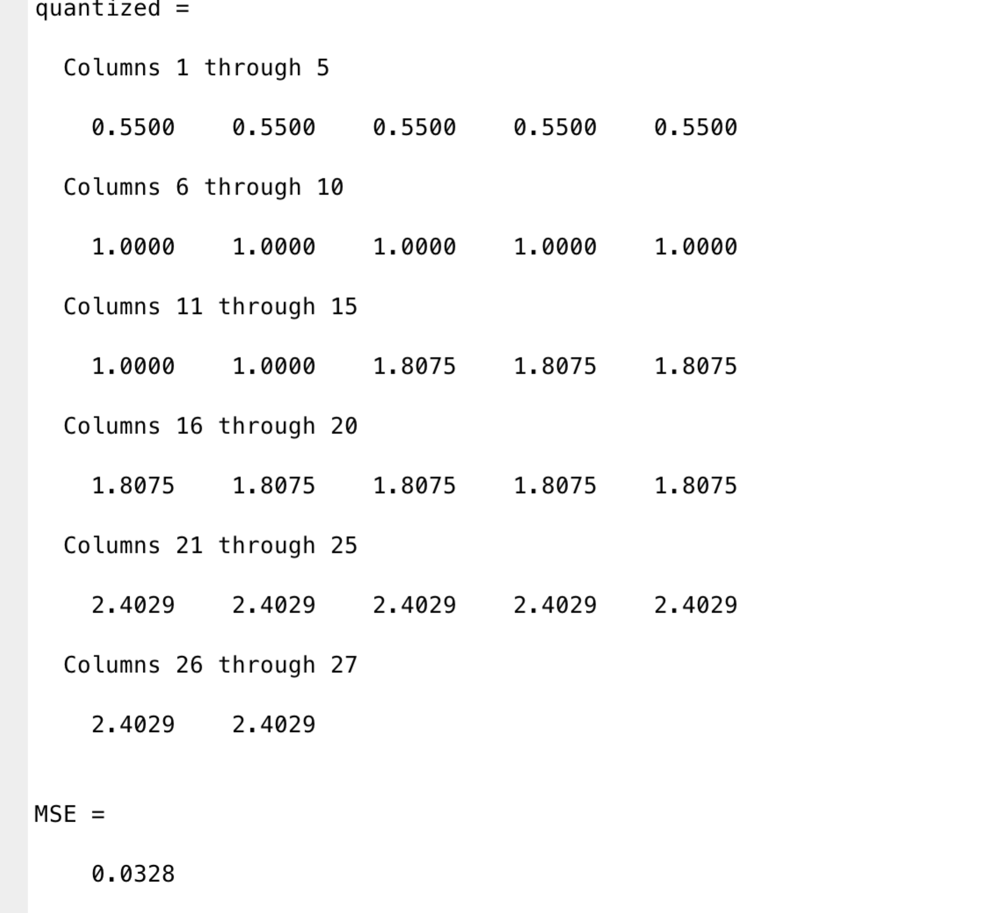 quantized =
Columns 1 through 5
0.5500 0.5500 0.5500 0.5500 0.5500
Columns 6 through 10
1.0000 1.0000 1.0000 1.0000 1.0000
Columns 11 through 15
1.0000 1.0000 1.8075 1.8075 1.8075
Columns 16 through 20
1.8075 1.8075 1.8075 1.8075 1.8075
Columns 21 through 25
2.4029 2.4029 2.4029 2.4029 2.4029
Columns 26 through 27
2.4029 2.4029
MSE =
0.0328